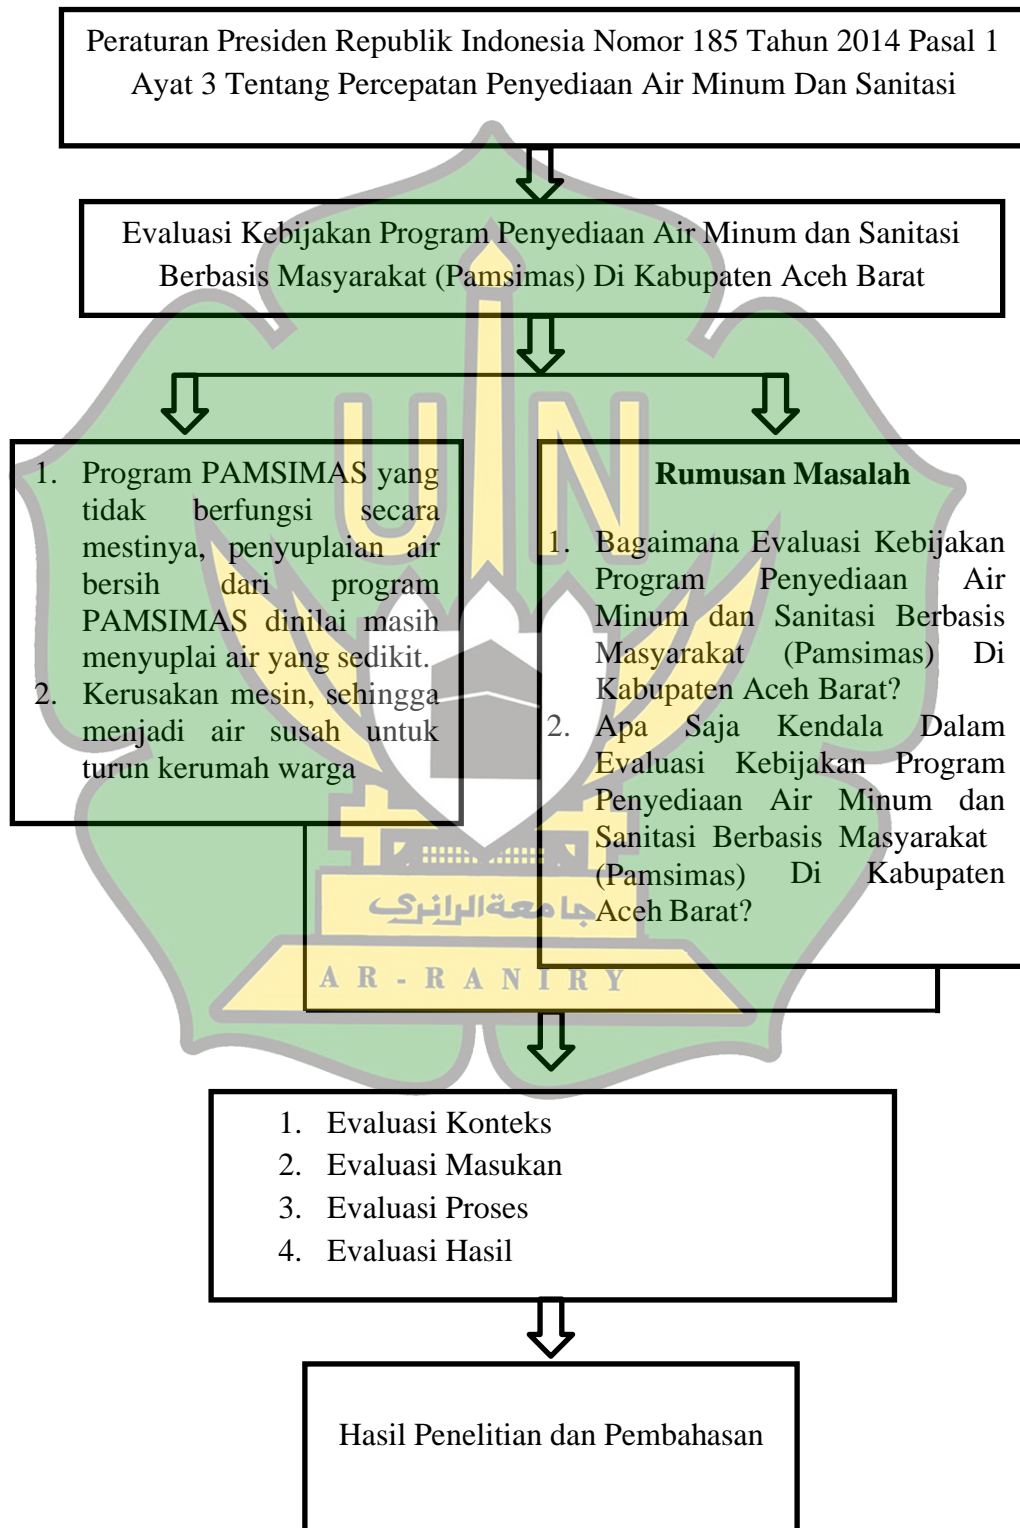 Peraturan Presiden Republik Indonesia Nomor 185 Tahun 2014 Pasal 1
Ayat 3 Tentang Percepatan Penyediaan Air Minum Dan Sanitasi
Evaluasi Kebijakan Program Penyediaan Air Minum dan Sanitasi
Berbasis Masyarakat (Pamsimas) Di Kabupaten Aceh Barat
UIN
1. Program PAMSIMAS yang
tidak berfungsi secara
mestinya, penyuplaian air
bersih dari program
PAMSIMAS dinilai masih
menyuplai air yang sedikit.
2. Kerusakan mesin, sehingga
menjadi air susah untuk
turun kerumah warga
Rumusan Masalah
1. Bagaimana Evaluasi Kebijakan
Program Penyediaan Air
Minum dan Sanitasi Berbasis
Masyarakat (Pamsimas) Di
Kabupaten Aceh Barat?
2. Apa Saja Kendala Dalam
Evaluasi Kebijakan Program
Penyediaan Air Minum dan
Sanitasi Berbasis Masyarakat
(Pamsimas) Di Kabupaten
Aceh Barat?
جامعة الرانري
AR-RANIRY
1. Evaluasi Konteks
2. Evaluasi Masukan
3. Evaluasi Proses
4. Evaluasi Hasil
Hasil Penelitian dan Pembahasan